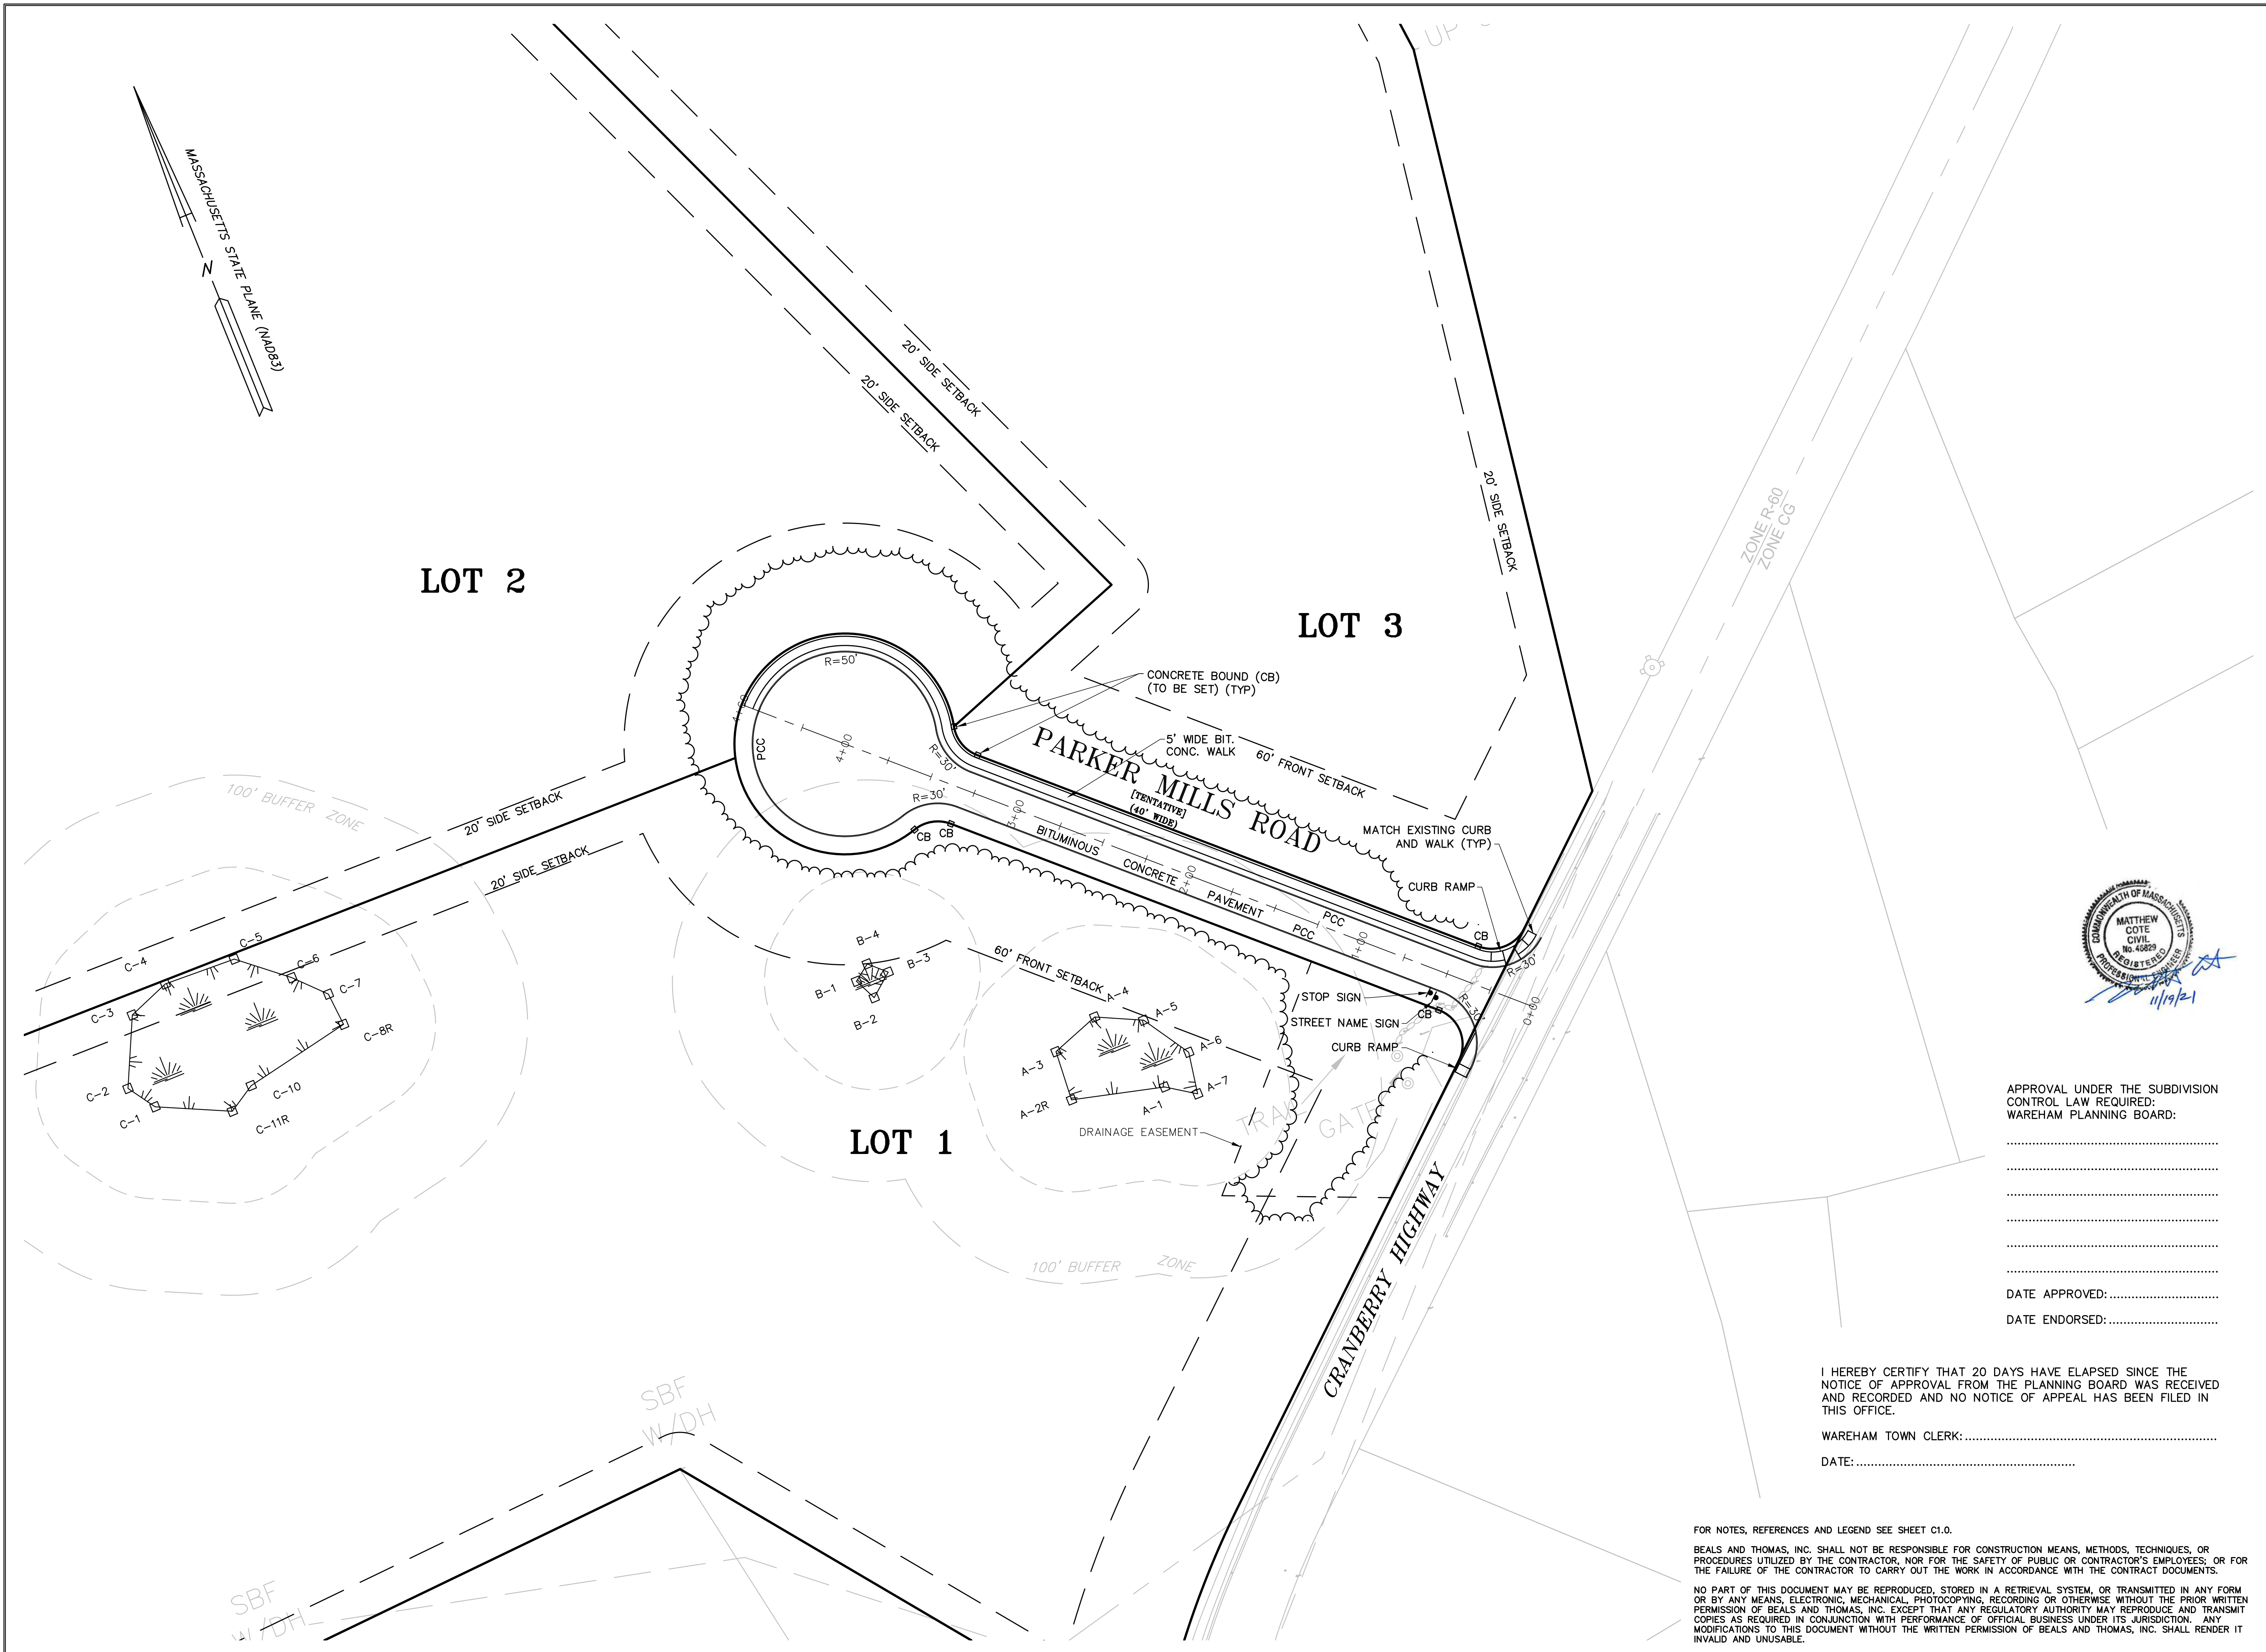 MASSACHUSETTS STATE PLANE (NAD83)
N
20' SIDE SETBACK
20' SIDE SETBACK
20' SIDE SETBACK
ZONE R-60
ZONE CG
LOT 2
LOT 3
R=50'
CONCRETE BOUND (CB)
(TO BE SET) (TYP)
4+60
PCC
4+00
R=30'
5' WIDE BIT.
CONC. WALK
PARKER MILLS ROAD
[TENTATIVE]
(40' WIDE)
60' FRONT SETBACK
R=30'
3+00
CB
CB
BITUMINOUS CONCRETE PAVEMENT
2+00
PCC
PCC
1+00
MATCH EXISTING CURB
AND WALK (TYP)
CURB RAMP
CB
R=30'
R=30'
0+00
STOP SIGN
STREET NAME SIGN
CB
CURB RAMP
100' BUFFER ZONE
20' SIDE SETBACK
20' SIDE SETBACK
C-5
C-4
C-6
C-7
C-3
C-8R
C-2
C-10
C-1
C-11R
B-4
B-3
B-1
B-2
60' FRONT SETBACK
A-4
A-5
A-6
A-3
A-7
A-2R
A-1
DRAINAGE EASEMENT
TRAIL
GATE
LOT 1
100' BUFFER ZONE
CRANBERRY HIGHWAY
SBF
W/DH
SBF
W/DH
COMMONWEALTH OF MASSACHUSETTS
MATTHEW
COTE
CIVIL
No. 46829
REGISTERED
PROFESSIONAL ENGINEER
11/19/21
APPROVAL UNDER THE SUBDIVISION
CONTROL LAW REQUIRED:
WAREHAM PLANNING BOARD:
DATE APPROVED:
DATE ENDORSED:
I HEREBY CERTIFY THAT 20 DAYS HAVE ELAPSED SINCE THE
NOTICE OF APPROVAL FROM THE PLANNING BOARD WAS RECEIVED
AND RECORDED AND NO NOTICE OF APPEAL HAS BEEN FILED IN
THIS OFFICE.
WAREHAM TOWN CLERK:
DATE:
FOR NOTES, REFERENCES AND LEGEND SEE SHEET C1.0.
BEALS AND THOMAS, INC. SHALL NOT BE RESPONSIBLE FOR CONSTRUCTION MEANS, METHODS, TECHNIQUES, OR
PROCEDURES UTILIZED BY THE CONTRACTOR, NOR FOR THE SAFETY OF PUBLIC OR CONTRACTOR'S EMPLOYEES; OR FOR
THE FAILURE OF THE CONTRACTOR TO CARRY OUT THE WORK IN ACCORDANCE WITH THE CONTRACT DOCUMENTS.
NO PART OF THIS DOCUMENT MAY BE REPRODUCED, STORED IN A RETRIEVAL SYSTEM, OR TRANSMITTED IN ANY FORM
OR BY ANY MEANS, ELECTRONIC, MECHANICAL, PHOTOCOPYING, RECORDING OR OTHERWISE WITHOUT THE PRIOR WRITTEN
PERMISSION OF BEALS AND THOMAS, INC. EXCEPT THAT ANY REGULATORY AUTHORITY MAY REPRODUCE AND TRANSMIT
COPIES AS REQUIRED IN CONJUNCTION WITH PERFORMANCE OF OFFICIAL BUSINESS UNDER ITS JURISDICTION. ANY
MODIFICATIONS TO THIS DOCUMENT WITHOUT THE WRITTEN PERMISSION OF BEALS AND THOMAS, INC. SHALL RENDER IT
INVALID AND UNUSABLE.